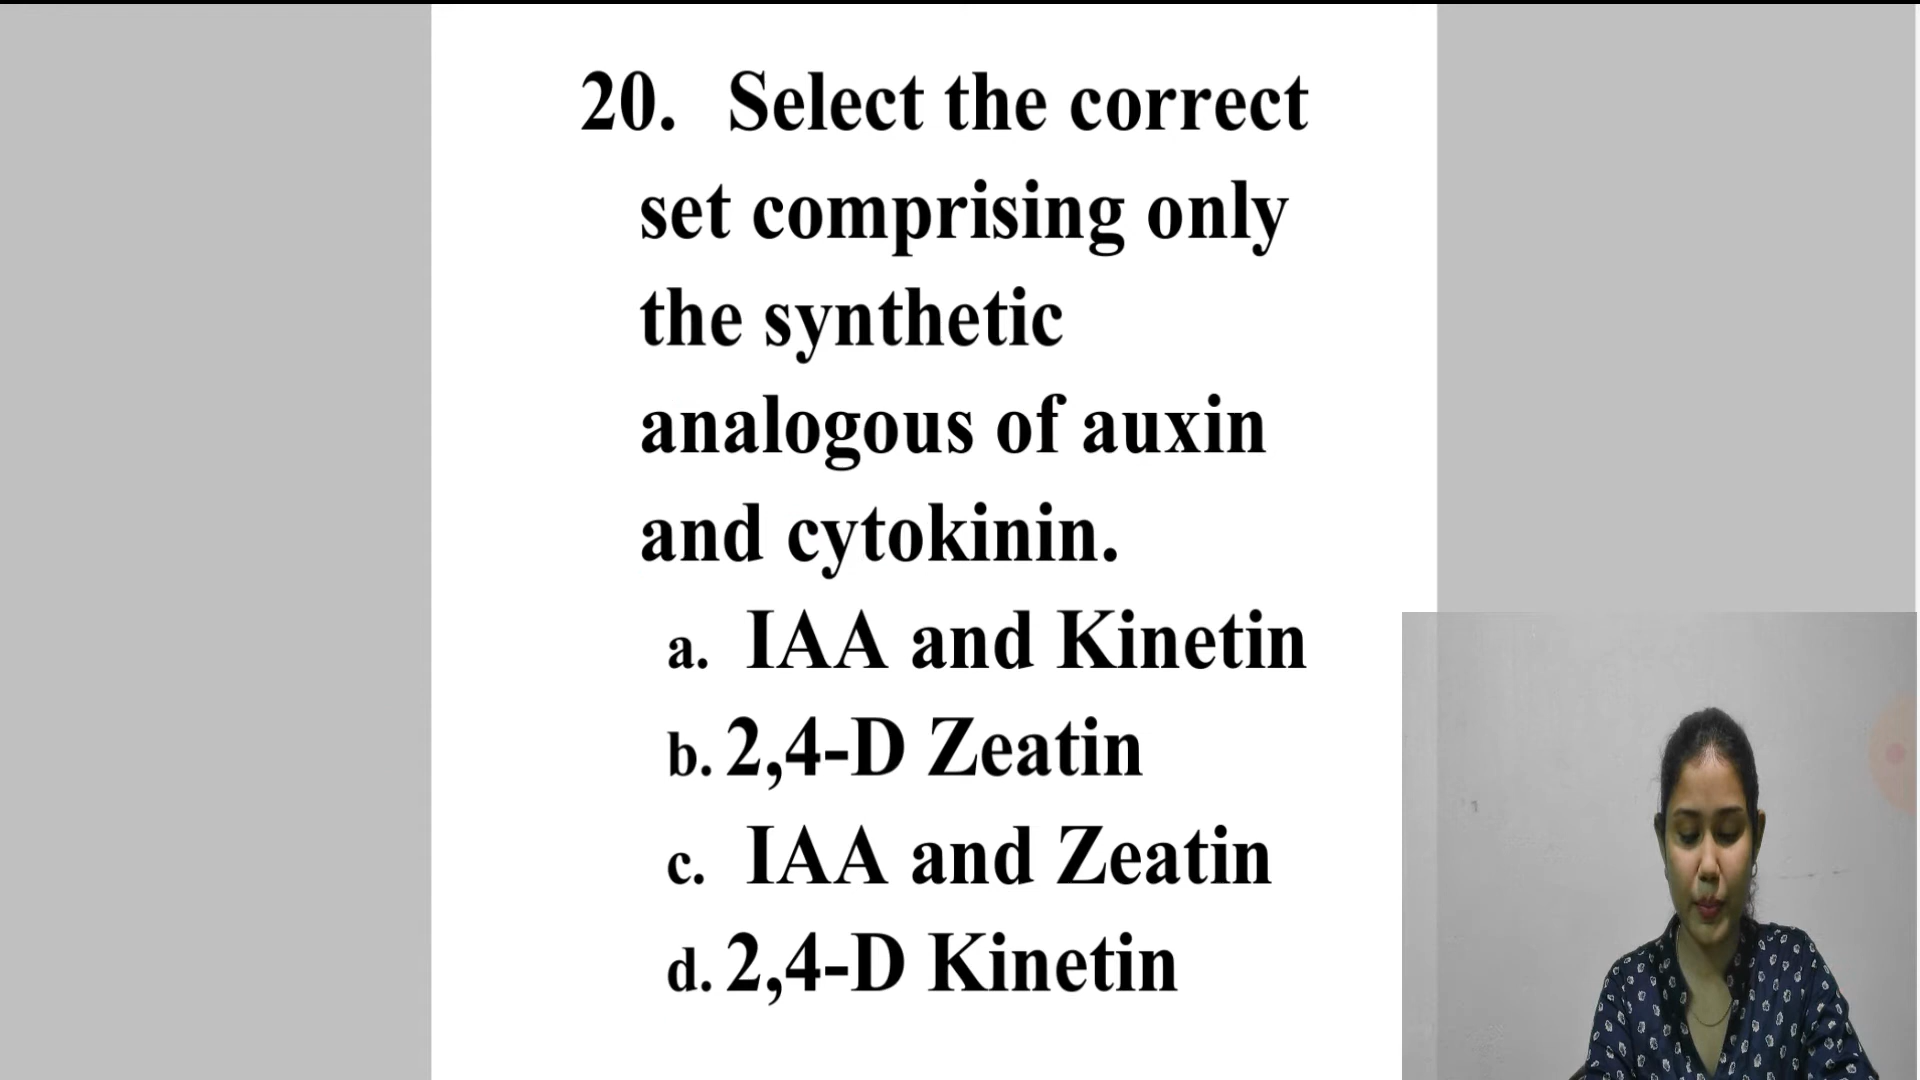 20. Select the correct
set comprising only
the synthetic
analogous of auxin
and cytokinin.
a. IAA and Kinetin
b. 2,4-D Zeatin
c. IAA and Zeatin
d. 2,4-D Kinetin